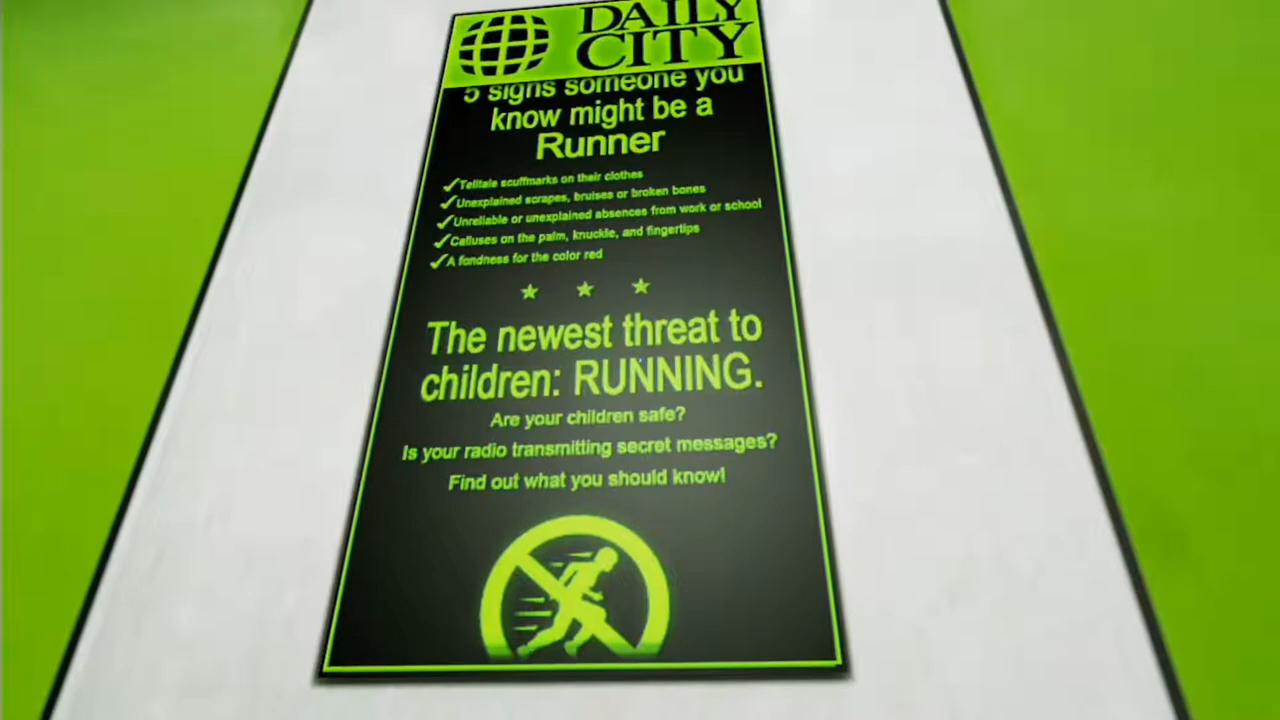 DAILY
CITY
5 signs someone you
know might be a
Runner
Telltale scuffmarks on their clothes
Unexplained scrapes, bruises or broken bones
Unreliable or unexplained absences from work or school
Calluses on the palm, knuckle, and fingertips
A fondness for the color red
The newest threat to
children: RUNNING.
Are your children safe?
Is your radio transmitting secret messages?
Find out what you should know!